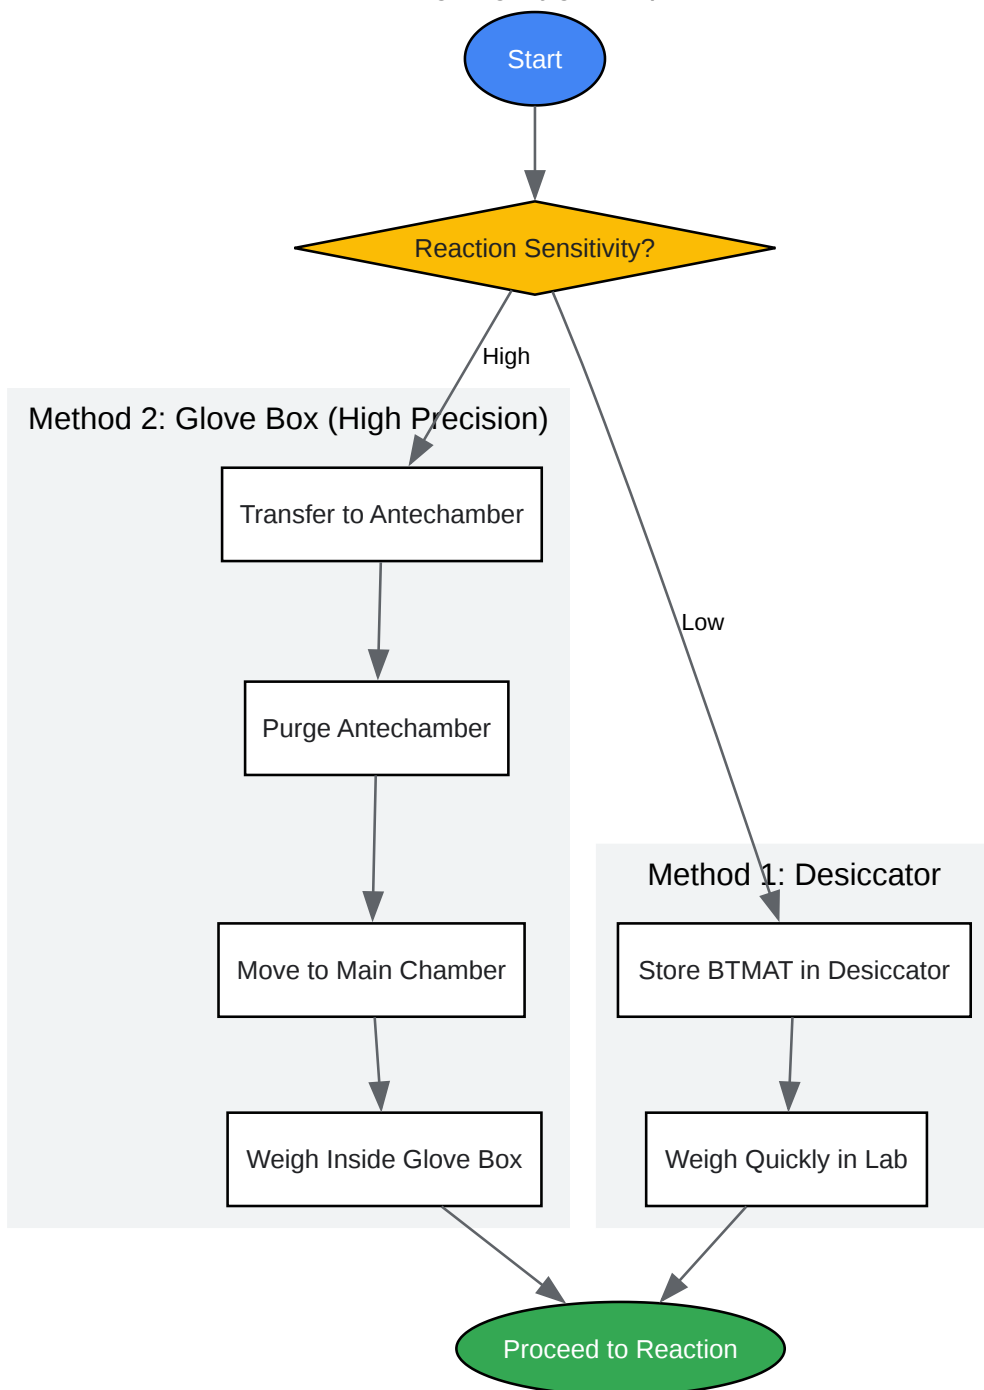 Start
Reaction Sensitivity?
High
Method 2: Glove Box (High Precision)
Transfer to Antechamber
Low
Purge Antechamber
Method 1: Desiccator
Move to Main Chamber
Store BTMAT in Desiccator
Weigh Inside Glove Box
Weigh Quickly in Lab
Proceed to Reaction